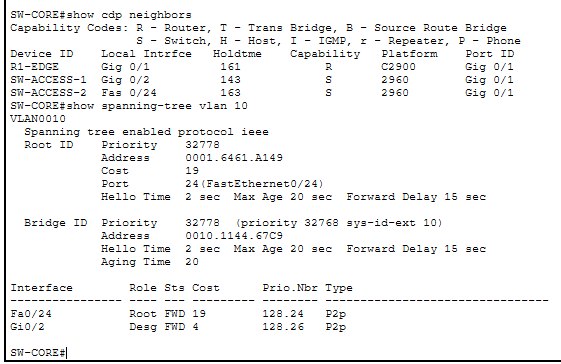 SW-CORE#show cdp neighbors
Capability Codes: R - Router, T - Trans Bridge, B - Source Route Bridge
                  S - Switch, H - Host, I - IGMP, r - Repeater, P - Phone
Device ID    Local Intrfce   Holdtme    Capability   Platform    Port ID
R1-EDGE      Gig 0/1          161            R       C2900       Gig 0/1
SW-ACCESS-1  Gig 0/2          143            S       2960        Gig 0/1
SW-ACCESS-2  Fas 0/24         163            S       2960        Gig 0/1
SW-CORE#show spanning-tree vlan 10
VLAN0010
  Spanning tree enabled protocol ieee
  Root ID    Priority    32778
             Address     0001.6461.A149
             Cost        19
             Port        24(FastEthernet0/24)
             Hello Time  2 sec  Max Age 20 sec  Forward Delay 15 sec

  Bridge ID  Priority    32778  (priority 32768 sys-id-ext 10)
             Address     0010.1144.67C9
             Hello Time  2 sec  Max Age 20 sec  Forward Delay 15 sec
             Aging Time  20

Interface        Role Sts Cost      Prio.Nbr Type
---------------- ---- --- --------- -------- --------------------------------
Fa0/24           Root FWD 19        128.24   P2p
Gi0/2            Desg FWD 4         128.26   P2p

SW-CORE#